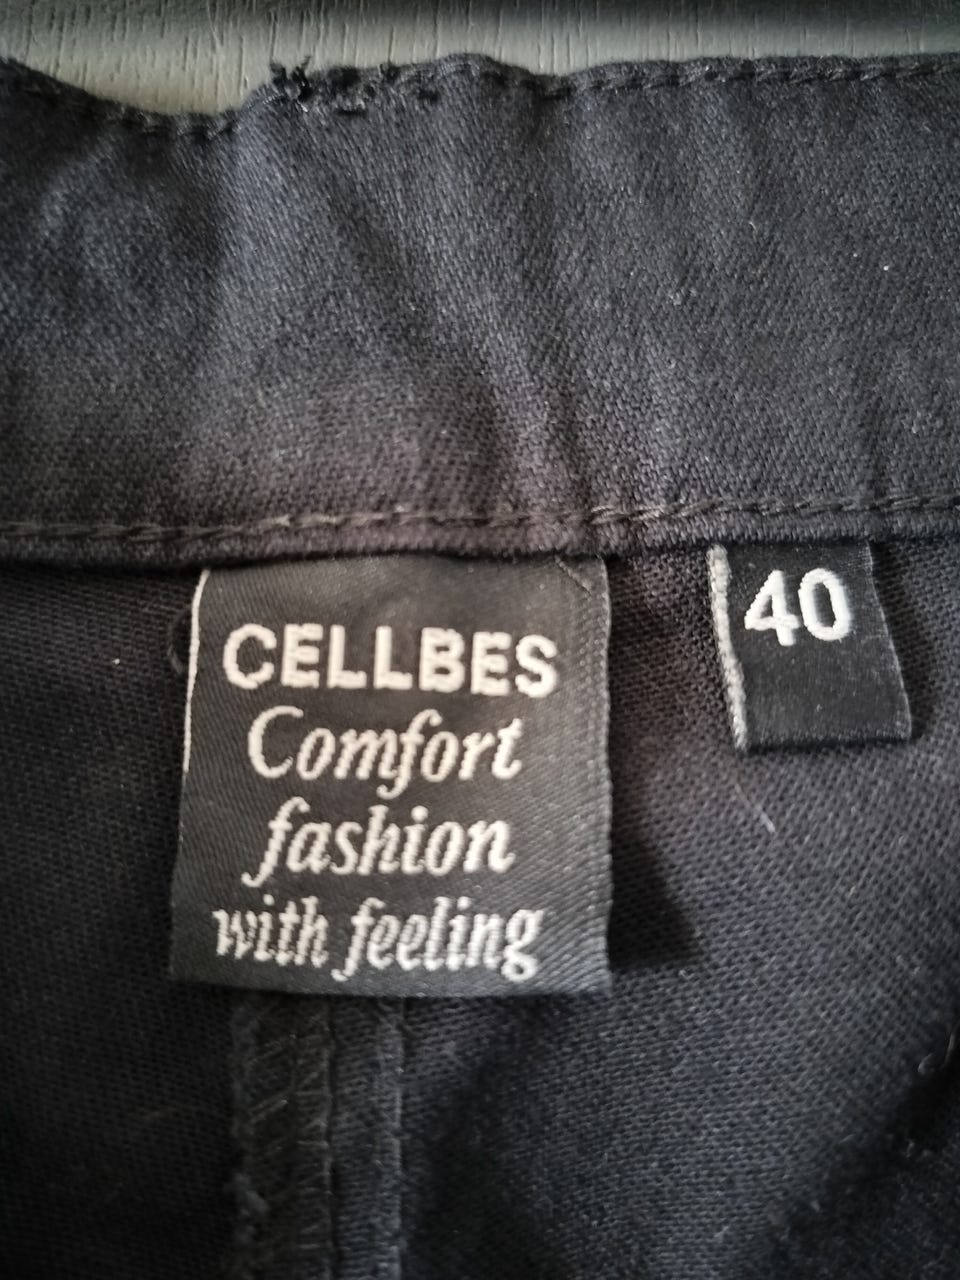 CELLBES
Comfort
fashion
with feeling
40